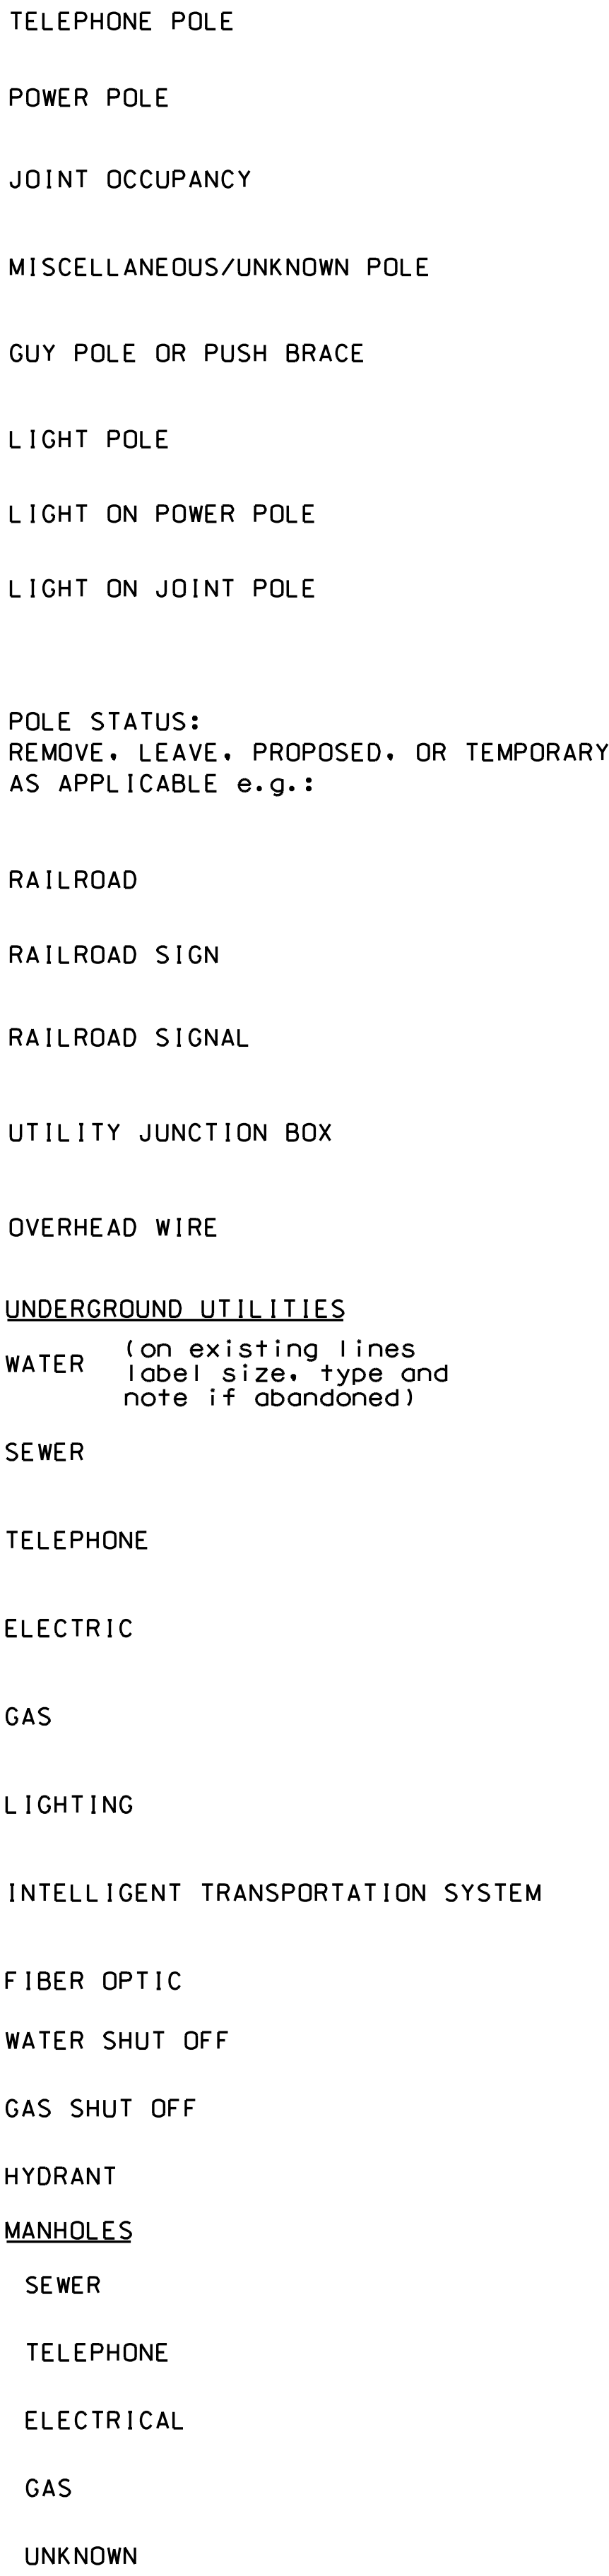 TELEPHONE POLE
POWER POLE
JOINT OCCUPANCY
MISCELLANEOUS/UNKNOWN POLE
GUY POLE OR PUSH BRACE
LIGHT POLE
LIGHT ON POWER POLE
LIGHT ON JOINT POLE
POLE STATUS:
REMOVE, LEAVE, PROPOSED, OR TEMPORARY
AS APPLICABLE e.g.:
RAILROAD
RAILROAD SIGN
RAILROAD SIGNAL
UTILITY JUNCTION BOX
OVERHEAD WIRE
UNDERGROUND UTILITIES
WATER (on existing lines
label size, type and
note if abandoned)
SEWER
TELEPHONE
ELECTRIC
GAS
LIGHTING
INTELLIGENT TRANSPORTATION SYSTEM
FIBER OPTIC
WATER SHUT OFF
GAS SHUT OFF
HYDRANT
MANHOLES
SEWER
TELEPHONE
ELECTRICAL
GAS
UNKNOWN